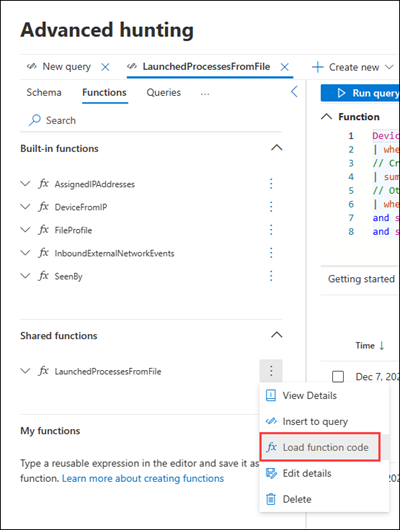 Advanced hunting
New query
LaunchedProcessesFromFile
Create new
Schema
Functions
Queries
...
Run query
Search
Function
Built-in functions
fx AssignedIPAddresses
fx DeviceFromIP
fx FileProfile
fx InboundExternalNetworkEvents
fx SeenBy
1 Devic
2 | whe
3 // Cr
4 | sum
5 // Ot
6 | whe
7 and s
8 and s
Getting started
Shared functions
Time ↓
fx LaunchedProcessesFromFile
Dec 7, 202
View Details
Insert to query
fx Load function code
Edit details
Delete
My functions
Type a reusable expression in the editor and save it as
function. Learn more about creating functions